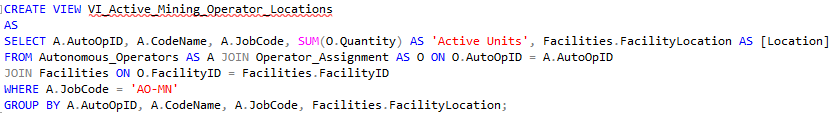 CREATE VIEW VI_Active_Mining_Operator_Locations
AS
SELECT A.AutoOpID, A.CodeName, A.JobCode, SUM(O.Quantity) AS 'Active Units', Facilities.FacilityLocation AS [Location]
FROM Autonomous_Operators AS A JOIN Operator_Assignment AS O ON O.AutoOpID = A.AutoOpID
JOIN Facilities ON O.FacilityID = Facilities.FacilityID
WHERE A.JobCode = 'AO-MN'
GROUP BY A.AutoOpID, A.CodeName, A.JobCode, Facilities.FacilityLocation;